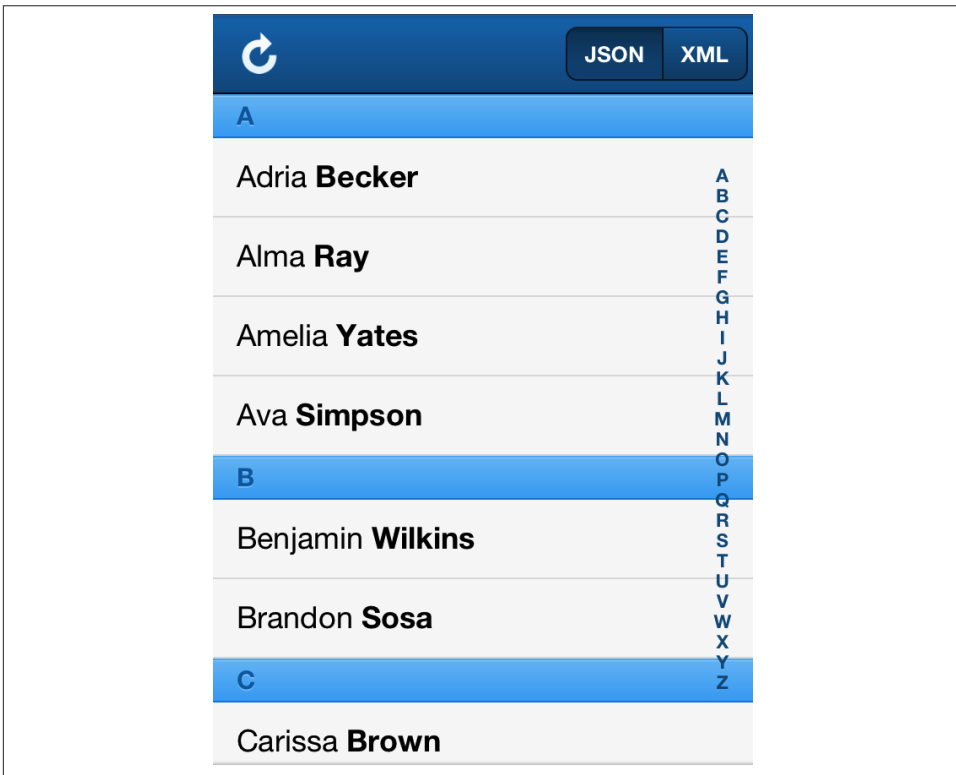 JSON XML
A
Adria Becker
Alma Ray
Amelia Yates
Ava Simpson
B
Benjamin Wilkins
Brandon Sosa
C
Carissa Brown
A
B
C
D
E
F
G
H
I
J
K
L
M
N
O
P
Q
R
S
T
U
V
W
X
Y
Z